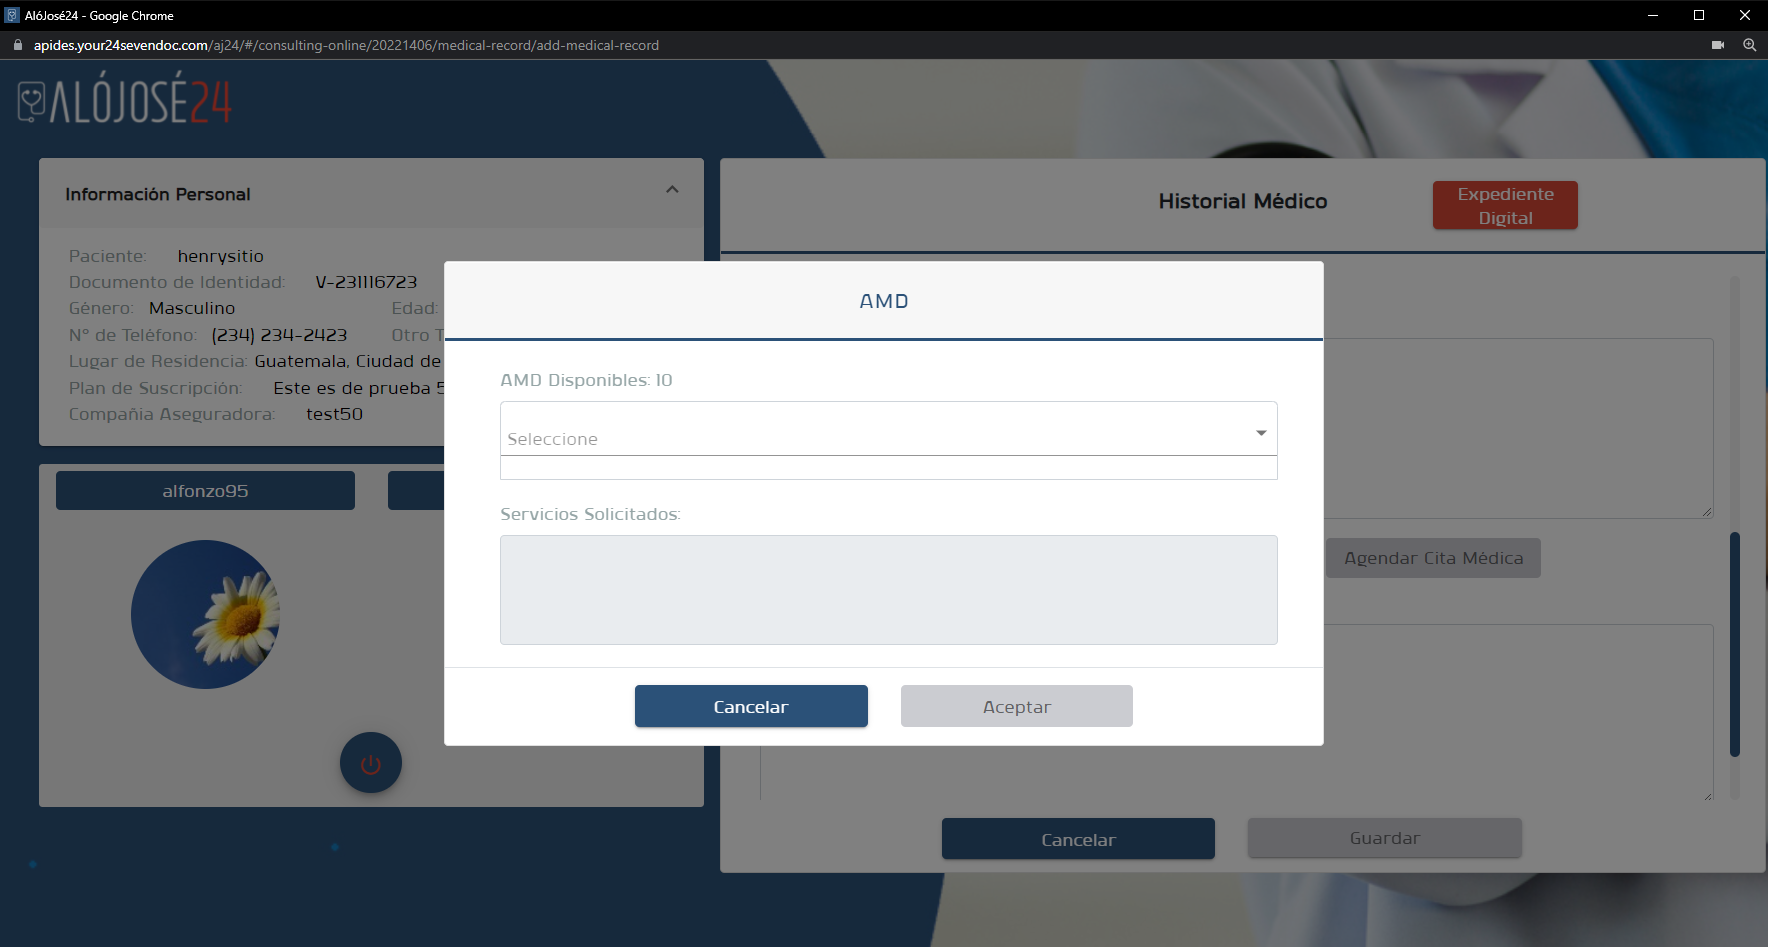 AlóJosé24 - Google Chrome
apides.your24sevendoc.com/aj24/#/consulting-online/20221406/medical-record/add-medical-record
ALÓJOSÉ24
Información Personal
Paciente: henrysitio
Documento de Identidad: V-231116723
Género: Masculino Edad:
N° de Teléfono: (234) 234-2423 Otro T
Lugar de Residencia: Guatemala, Ciudad de
Plan de Suscripción: Este es de prueba 5
Compañia Aseguradora: test50
alfonzo95
Historial Médico
Expediente
Digital
Agendar Cita Médica
Cancelar
Guardar
AMD
AMD Disponibles: 10
Seleccione
Servicios Solicitados:
Cancelar
Aceptar